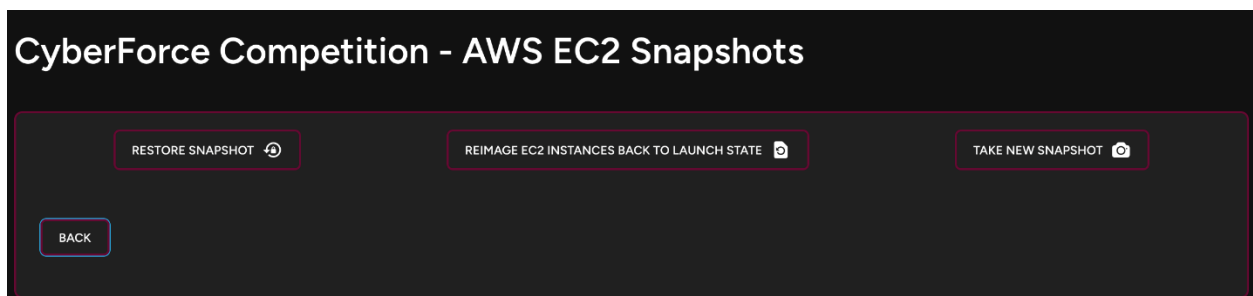 CyberForce Competition - AWS EC2 Snapshots
RESTORE SNAPSHOT
REIMAGE EC2 INSTANCES BACK TO LAUNCH STATE
TAKE NEW SNAPSHOT
BACK